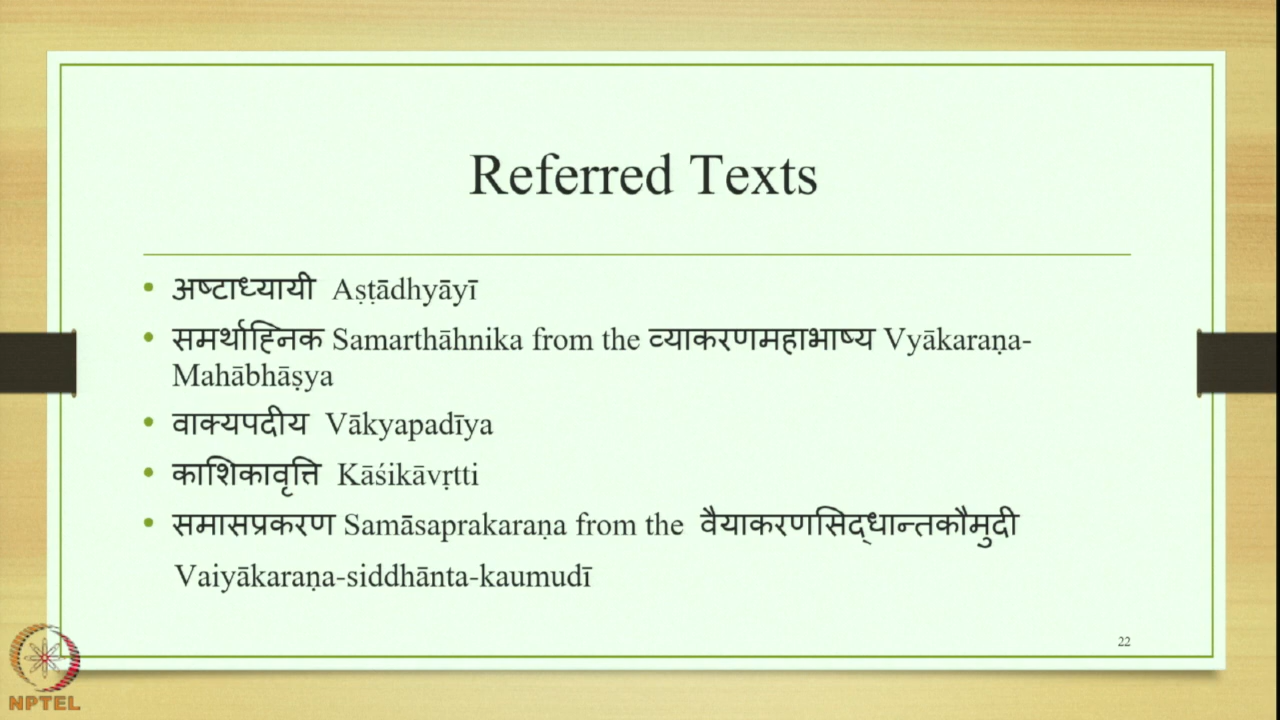 Referred Texts
• अष्टाध्यायी Aṣṭādhyāyī
• समर्थाह्निक Samarthāhnika from the व्याकरणमहाभाष्य Vyākaraṇa-
Mahābhāṣya
• वाक्यपदीय Vākyapadīya
• काशिकावृत्ति Kāśikāvṛtti
• समासप्रकरण Samāsaprakaraṇa from the वैयाकरणसिद्धान्तकौमुदी
Vaiyākaraṇa-siddhānta-kaumudī
22
NPTEL